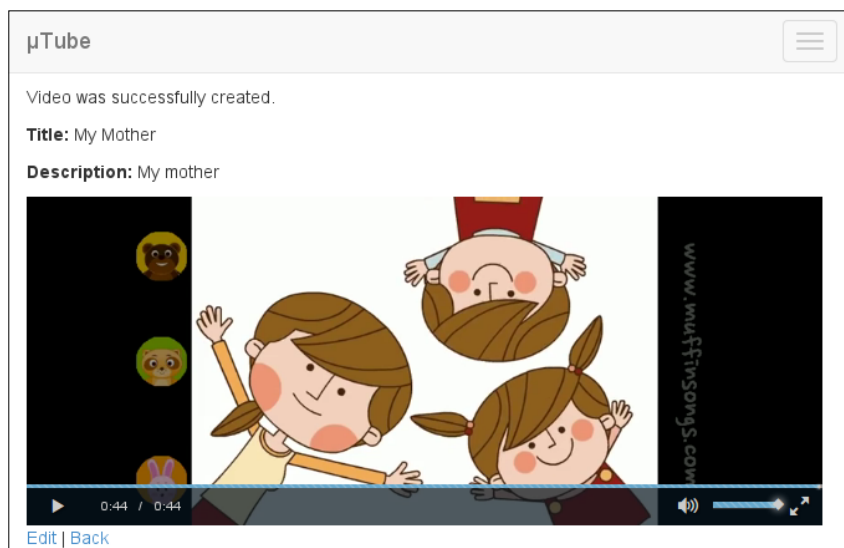 µTube
Video was successfully created.
Title: My Mother
Description: My mother
www.muffinsongs.com
0:44 / 0:44
Edit | Back